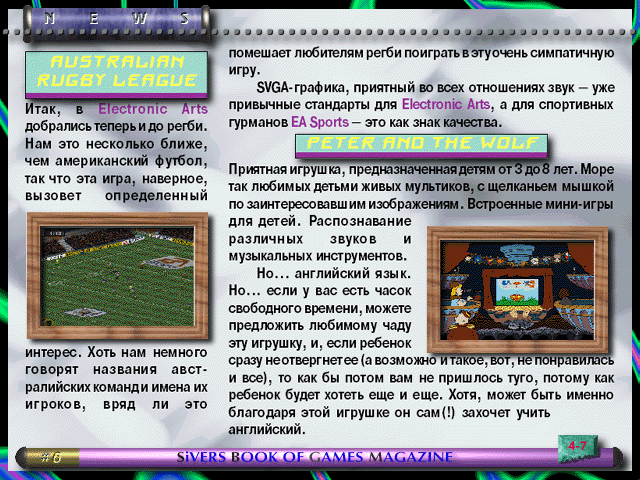 NEWS
AUSTRALIAN
RUGBY LEAGUE
Итак, в Electronic Arts
добрались теперь и до регби.
Нам это несколько ближе,
чем американский футбол,
так что эта игра, наверное,
вызовет определенный
интерес. Хоть нам немного
говорят названия авст-
ралийских команд и имена их
игроков, вряд ли это
помешает любителям регби поиграть в эту очень симпатичную
игру.
SVGA-графика, приятный во всех отношениях звук — уже
привычные стандарты для Electronic Arts, а для спортивных
гурманов EA Sports — это как знак качества.
PETER AND THE WOLF
Приятная игрушка, предназначенная детям от 3 до 8 лет. Море
так любимых детьми живых мультиков, с щелканьем мышкой
по заинтересовавшим изображениям. Встроенные мини-игры
для детей. Распознавание
различных звуков и
музыкальных инструментов.
Но... английский язык.
Но... если у вас есть часок
свободного времени, можете
предложить любимому чаду
эту игрушку, и, если ребенок
сразу не отвергнет ее (а возможно и такое, вот, не понравилась
и все), то как бы потом вам не пришлось туго, потому как
ребенок будет хотеть еще и еще. Хотя, может быть именно
благодаря этой игрушке он сам(!) захочет учить
английский.
#6
SiVERS BOOK OF GAMES MAGAZINE
4-7